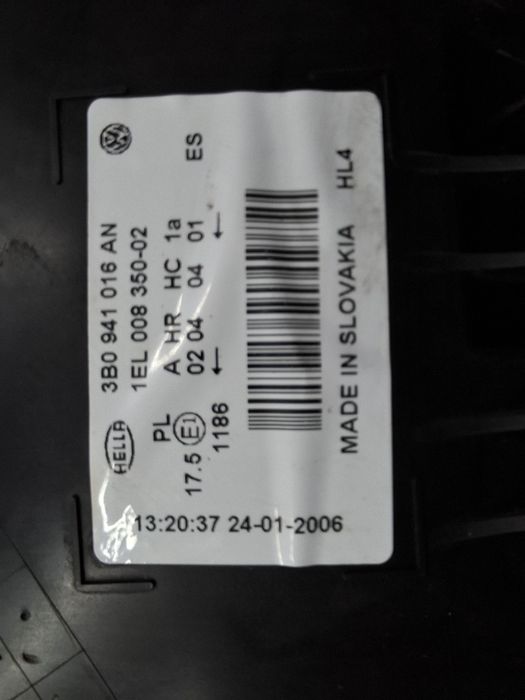 3B0 941 016 AN
HELLA 1EL 008 350-02
PL A HR HC 1a ES
17.5 E1 02 04 04 01
1186 ← ←
MADE IN SLOVAKIA HL4
13:20:37 24-01-2006